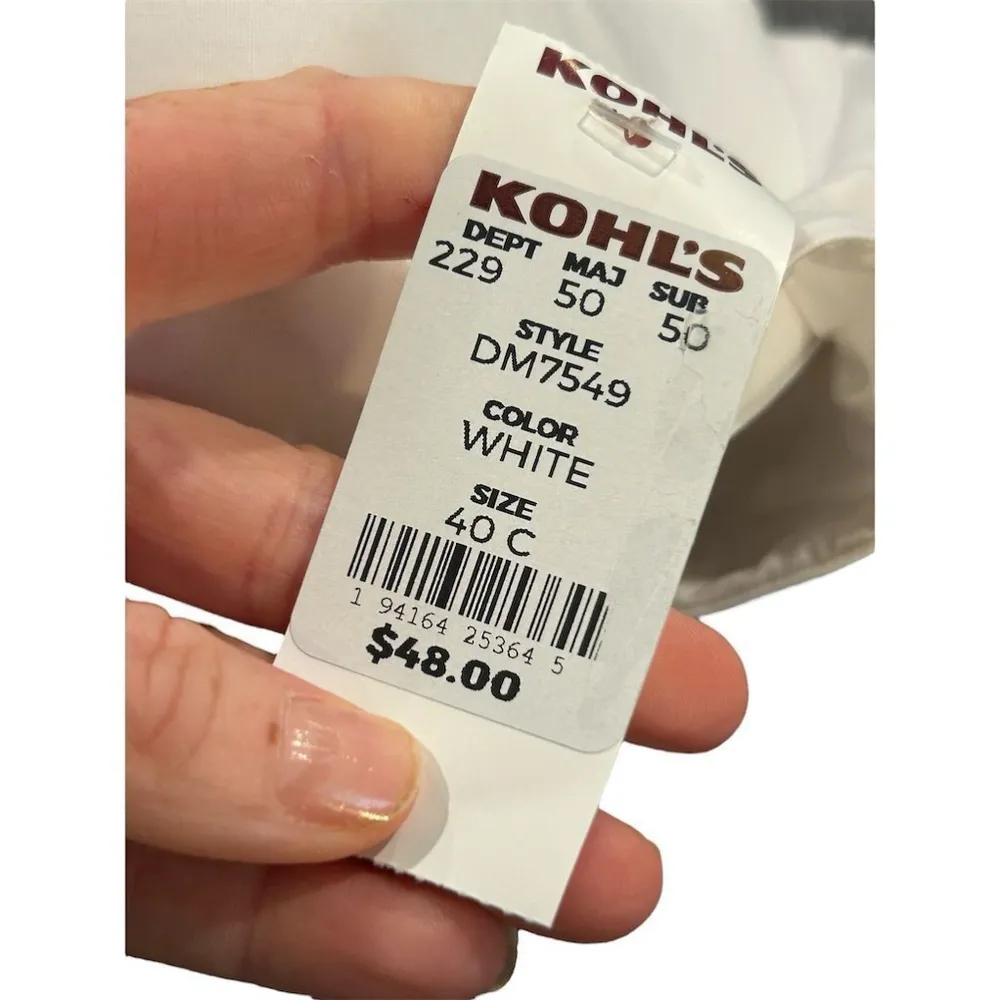 KOHL'S
KOHL'S
DEPT MAJ SUB
229 50 50
STYLE
DM7549
COLOR
WHITE
SIZE
40 C
1 94164 25364 5
$48.00